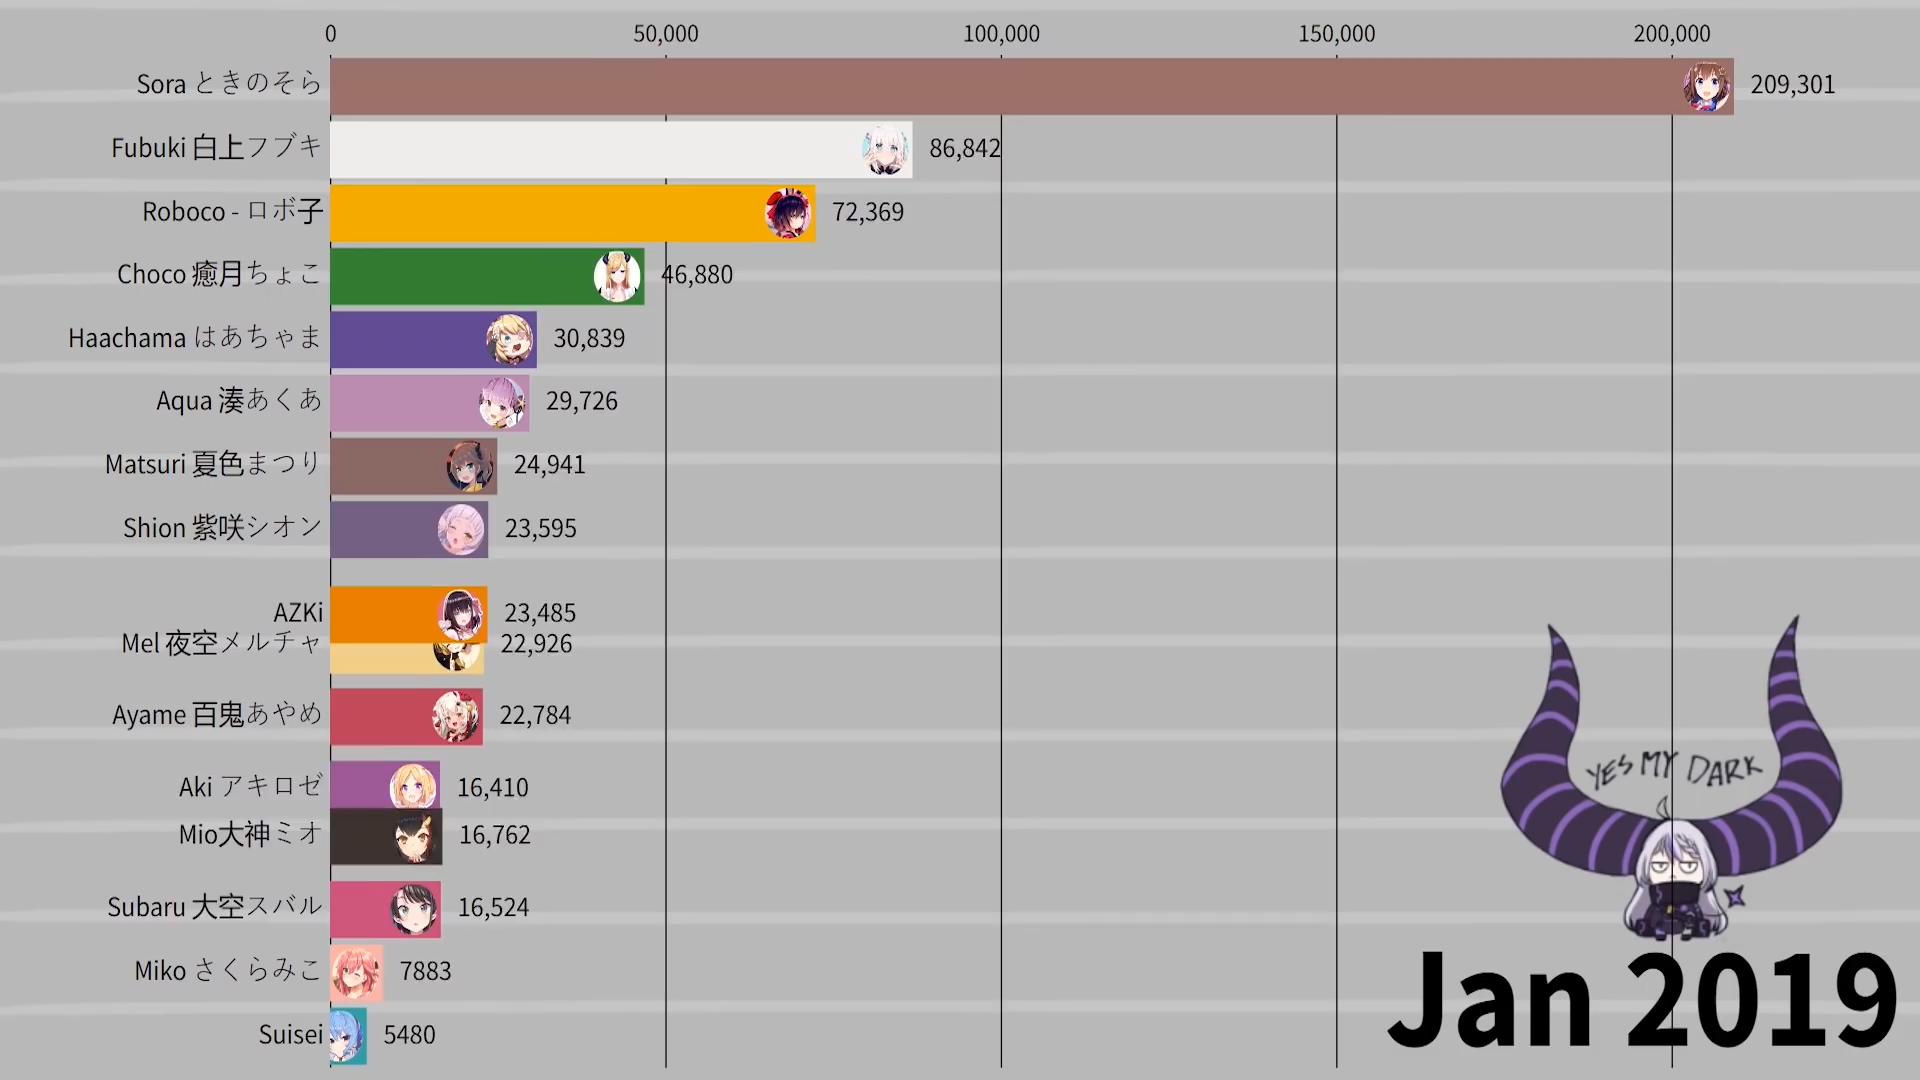 0 50,000 100,000 150,000 200,000
Sora ときのそら 209,301
Fubuki 白上フブキ 86,842
Roboco - ロボ子 72,369
Choco 癒月ちょこ 46,880
Haachama はあちゃま 30,839
Aqua 湊あくあ 29,726
Matsuri 夏色まつり 24,941
Shion 紫咲シオン 23,595
AZKi 23,485
Mel 夜空メルチャ 22,926
Ayame 百鬼あやめ 22,784
Aki アキロゼ 16,410
Mio大神ミオ 16,762
Subaru 大空スバル 16,524
Miko さくらみこ 7883
Suisei 5480
YES MY DARK
Jan 2019